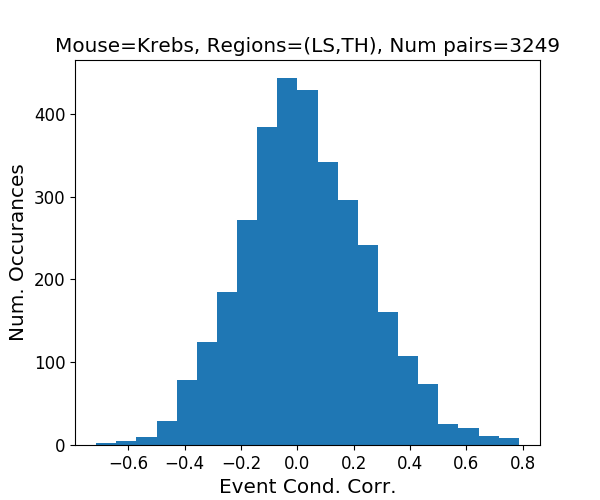 Mouse=Krebs, Regions=(LS,TH), Num pairs=3249
Num. Occurances
400
300
200
100
0
−0.6 −0.4 −0.2 0.0 0.2 0.4 0.6 0.8
Event Cond. Corr.